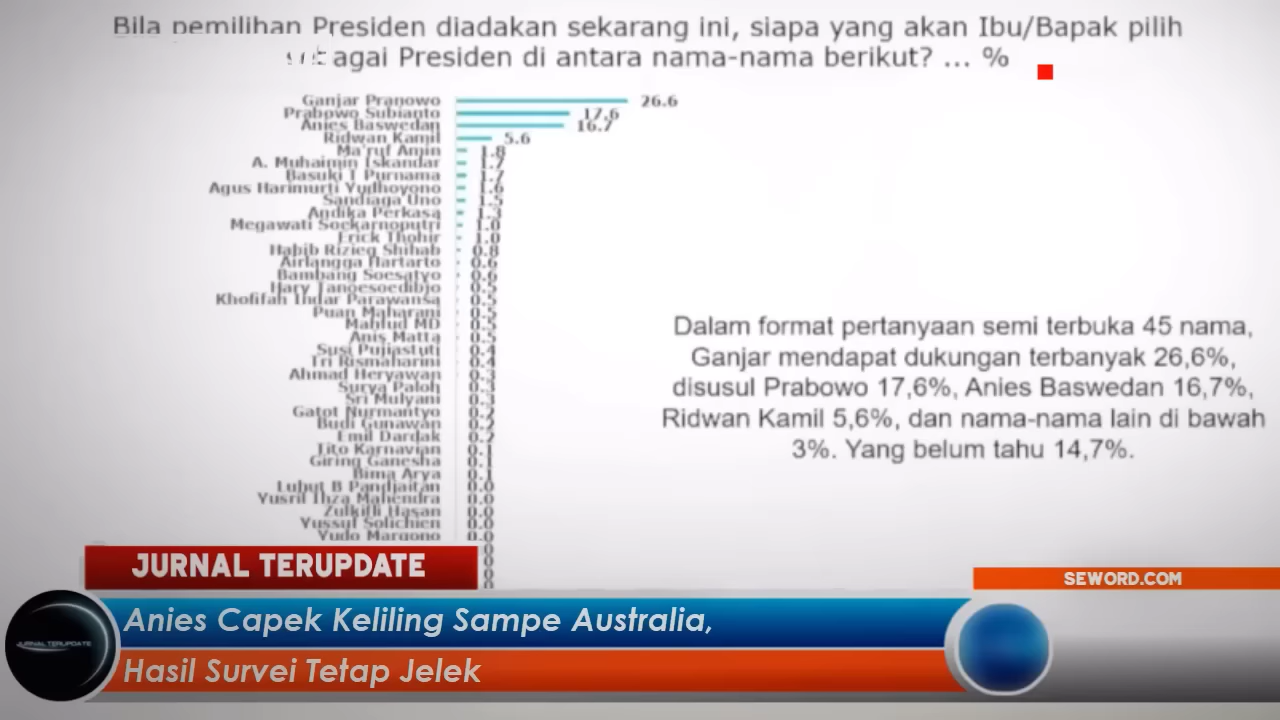 Bila pemilihan Presiden diadakan sekarang ini, siapa yang akan Ibu/Bapak pilih
agai Presiden di antara nama-nama berikut? ... %
Ganjar Pranowo 26.6
Prabowo Subianto 17.6
Anies Baswedan 16.7
Ridwan Kamil 5.6
Ma'ruf Amin 1.8
A. Muhaimin Iskandar 1.7
Basuki T Purnama 1.7
Agus Harimurti Yudhoyono 1.6
Sandiaga Uno 1.5
Andika Perkasa 1.3
Megawati Soekarnoputri 1.0
Erick Thohir 1.0
Habib Rizieq Shihab 0.8
Airlangga Hartarto 0.6
Bambang Soesatyo 0.6
Hary Tanoesoedibjo 0.5
Khofifah Indar Parawansa 0.5
Puan Maharani 0.5
Mahfud MD 0.5
Anis Matta 0.5
Susi Pujiastuti 0.4
Tri Rismaharini 0.4
Ahmad Heryawan 0.3
Surya Paloh 0.3
Sri Mulyani 0.3
Gatot Nurmantyo 0.2
Budi Gunawan 0.2
Emil Dardak 0.2
Tito Karnavian 0.1
Giring Ganesha 0.1
Bima Arya 0.1
Luhut B Pandjaitan 0.0
Yusril Ihza Mahendra 0.0
Zulkifli Hasan 0.0
Yussuf Solichien 0.0
Yudo Margono 0.0
Dalam format pertanyaan semi terbuka 45 nama,
Ganjar mendapat dukungan terbanyak 26,6%,
disusul Prabowo 17,6%, Anies Baswedan 16,7%,
Ridwan Kamil 5,6%, dan nama-nama lain di bawah
3%. Yang belum tahu 14,7%.
JURNAL TERUPDATE
SEWORD.COM
JURNAL TERUPDATE
Anies Capek Keliling Sampe Australia,
Hasil Survei Tetap Jelek